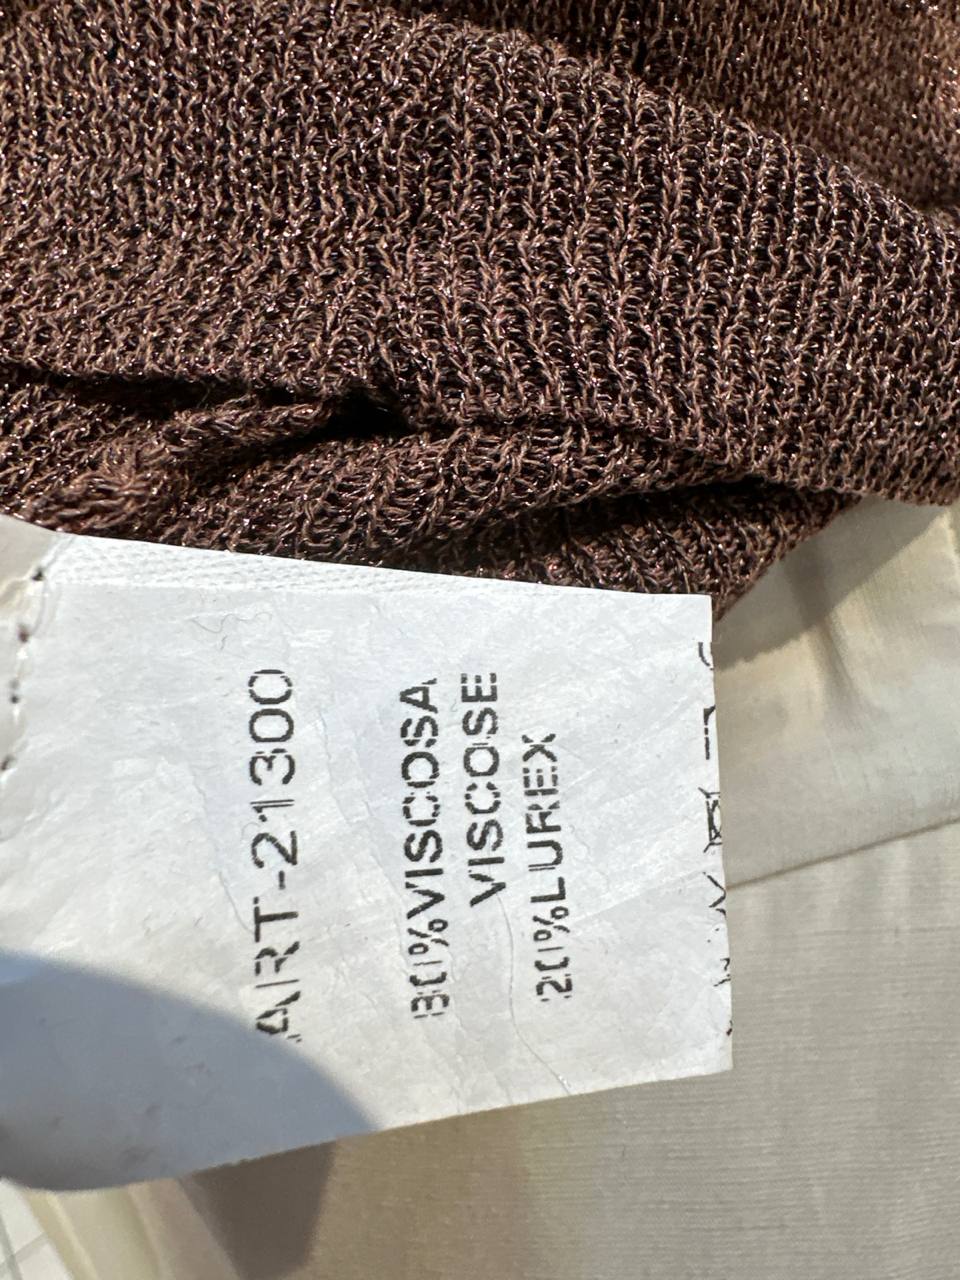 ART-21300
80%VISCOSA
VISCOSE
20%LUREX